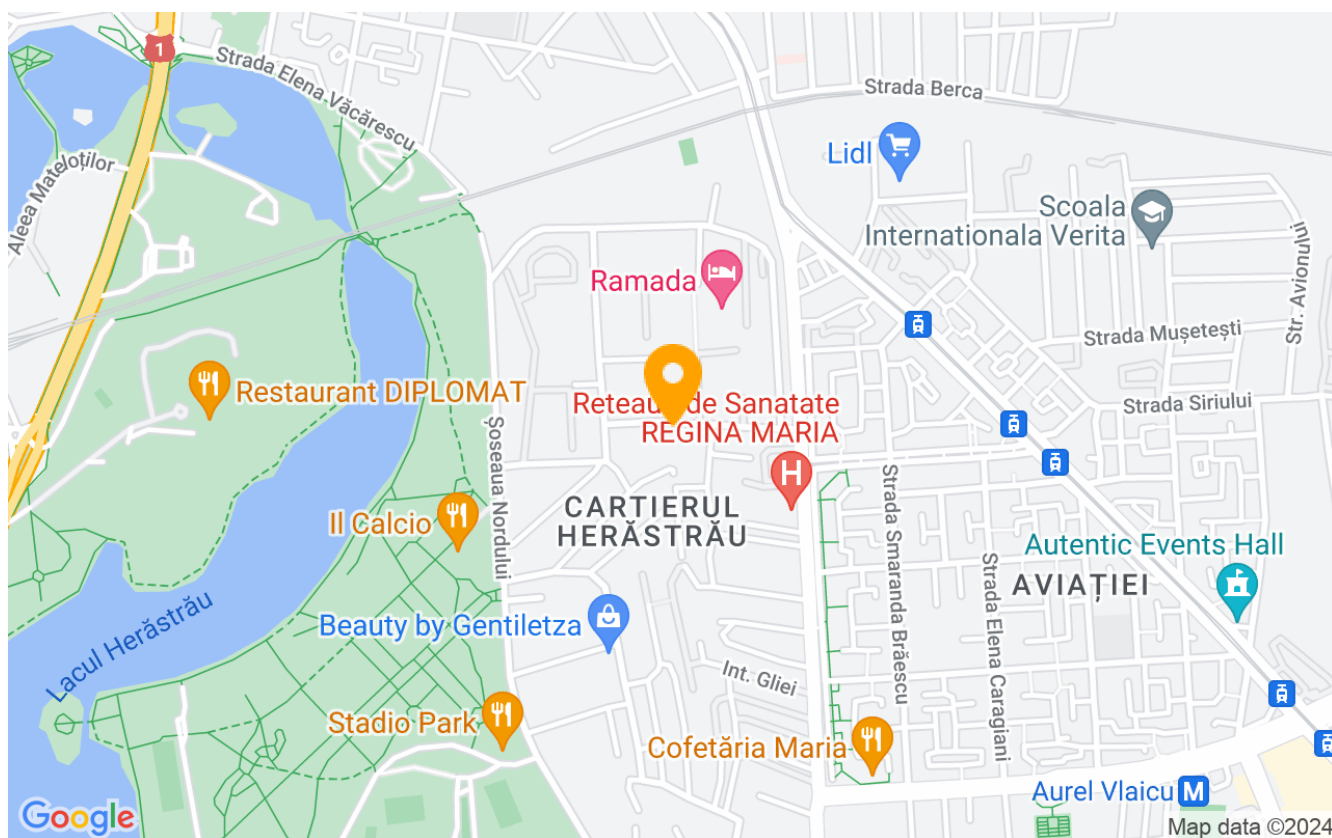 1
Strada Elena Văcărescu
Strada Berca
Lidl
Aleea Mateloților
Scoala
Internationala Verita
Str. Avionului
Ramada
Strada Mușetești
Restaurant DIPLOMAT
Reteaua de Sanatate
REGINA MARIA
Strada Siriului
Șoseaua Nordului
H
Il Calcio
CARTIERUL
HERĂSTRĂU
Strada Smaranda Brăescu
Strada Elena Caragiani
Autentic Events Hall
AVIAȚIEI
Lacul Herăstrău
Beauty by Gentiletza
Int. Gliei
Stadio Park
Cofetăria Maria
Aurel Vlaicu M
Google
Map data ©2024